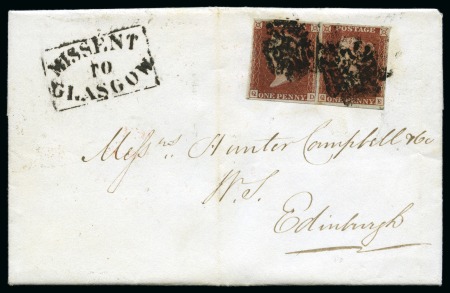 MISSENT
TO
GLASGOW
POSTAGE
ONE PENNY
ONE PENNY
Messrs. Hunter Campbell & Co
W.S.
Edinburgh